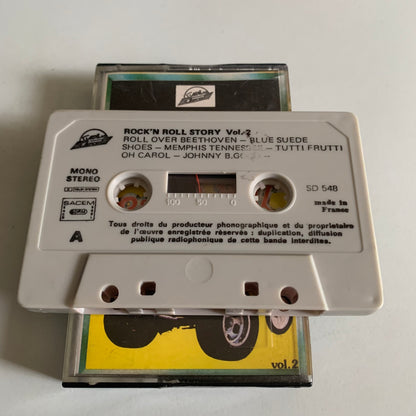 ROCK'N ROLL STORY Vol. 2
ROLL OVER BEETHOVEN – BLUE SUEDE
SHOES – MEMPHIS TENNESSEE – TUTTI FRUTTI
OH CAROL – JOHNNY B.
MONO
STEREO
SACEM
A
100 50 0
SD 548
made in
France
Tous droits du producteur phonographique et du propriétaire
de l'œuvre enregistrée réservés : duplication, diffusion
publique radiophonique de cette bande interdites.
vol.2